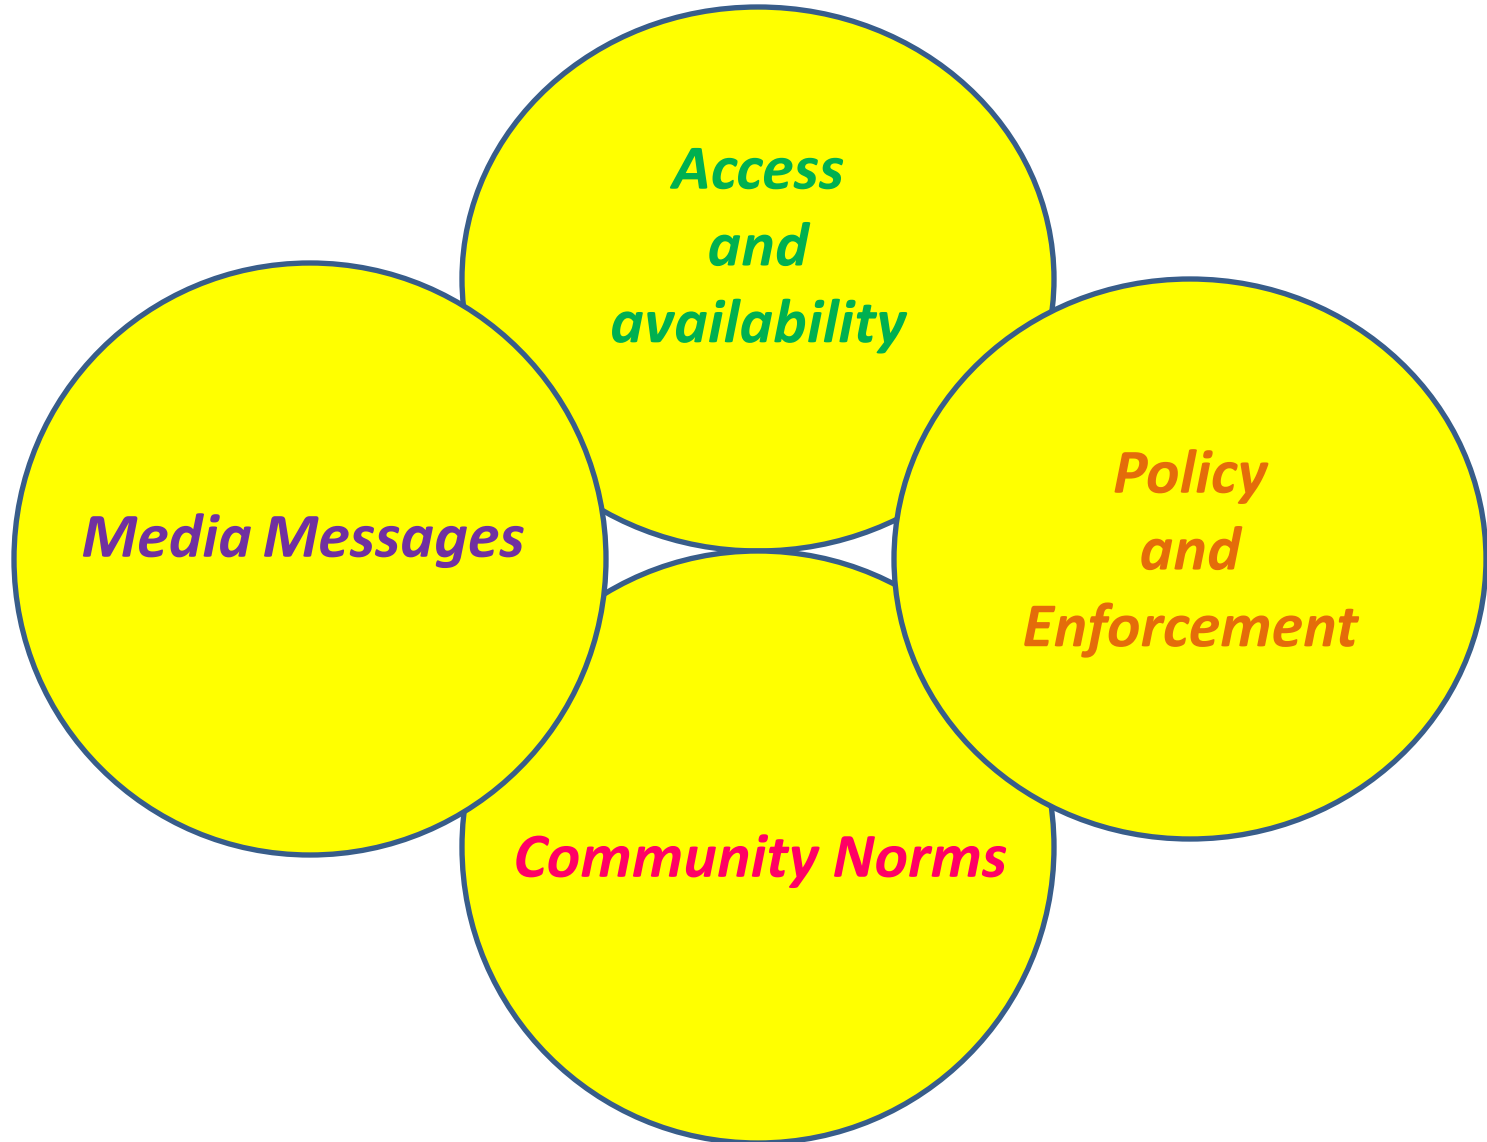 Access
and
availability
Media Messages
Policy
and
Enforcement
Community Norms